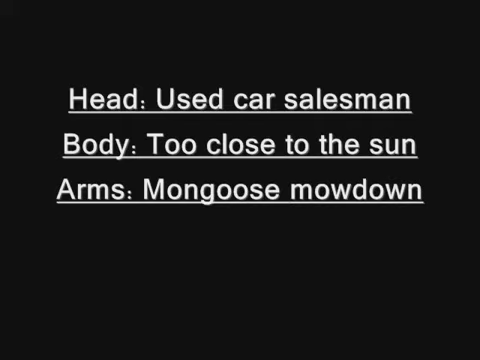 Head: Used car salesman
Body: Too close to the sun
Arms: Mongoose mowdown